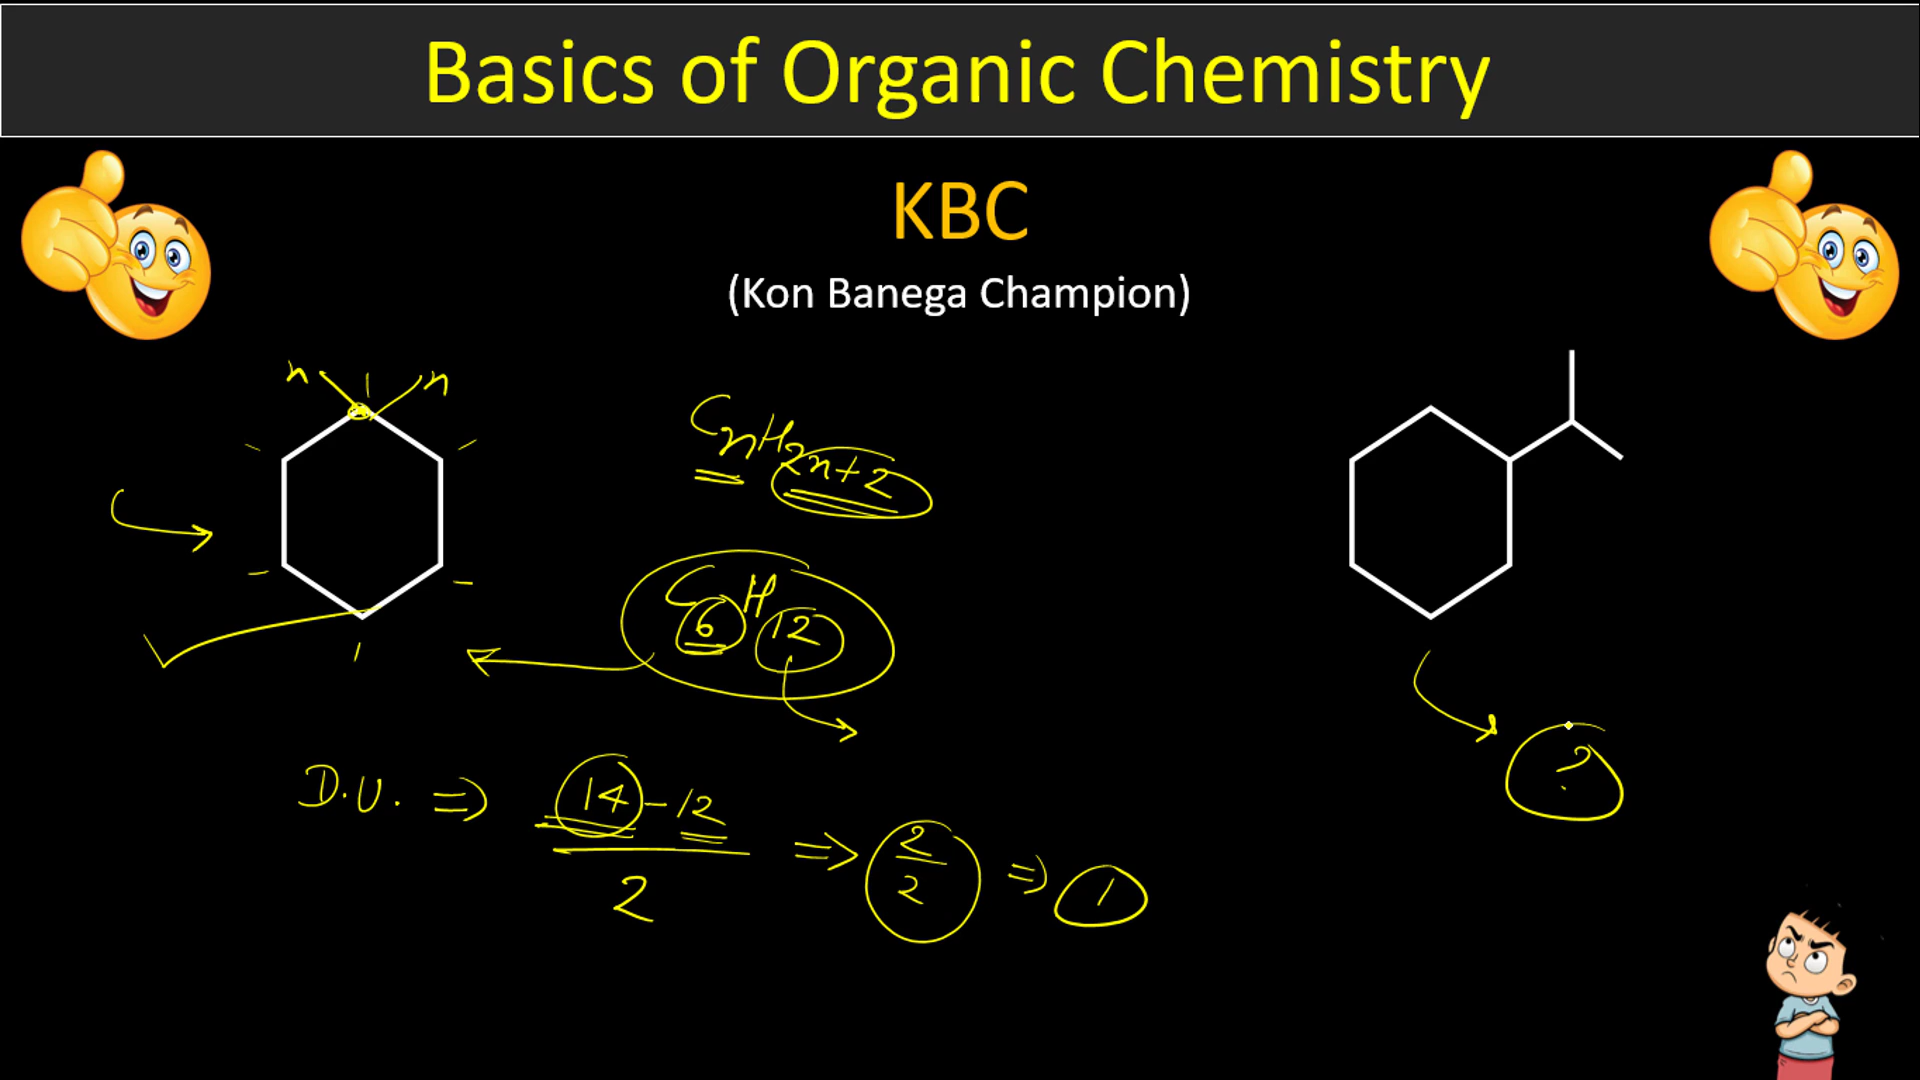 Basics of Organic Chemistry
KBC
(Kon Banega Champion)
n n
CnH2n+2
C6H12
D.U. ⇒ 14-12 / 2 ⇒ 2/2 ⇒ 1
?